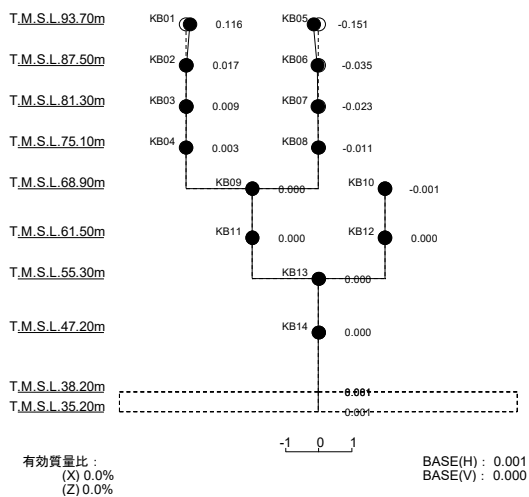 T.M.S.L.93.70m KB01 0.116 KB05 -0.151
T.M.S.L.87.50m KB02 0.017 KB06 -0.035
T.M.S.L.81.30m KB03 0.009 KB07 -0.023
T.M.S.L.75.10m KB04 0.003 KB08 -0.011
T.M.S.L.68.90m KB09 0.000 KB10 -0.001
T.M.S.L.61.50m KB11 0.000 KB12 0.000
T.M.S.L.55.30m KB13 0.000
T.M.S.L.47.20m KB14 0.000
T.M.S.L.38.20m 0.001
T.M.S.L.35.20m 0.001
-1 0 1
有効質量比：
(X) 0.0%
(Z) 0.0%
BASE(H) : 0.001
BASE(V) : 0.000